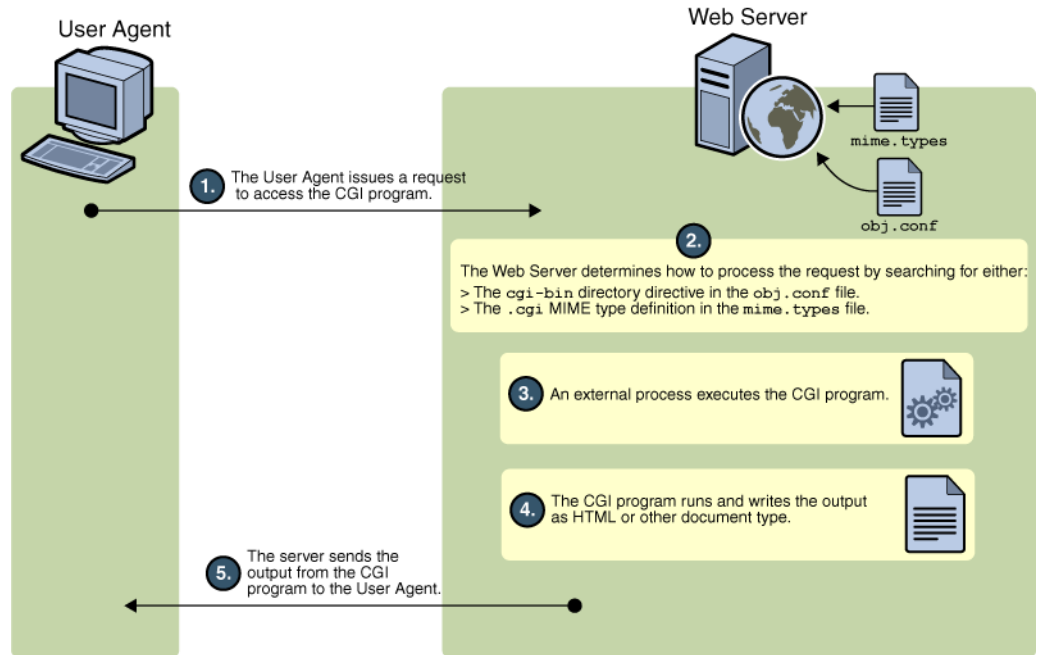 User Agent
Web Server
mime.types
obj.conf
1.
The User Agent issues a request
to access the CGI program.
2.
The Web Server determines how to process the request by searching for either:
> The cgi-bin directory directive in the obj.conf file.
> The .cgi MIME type definition in the mime.types file.
3.
An external process executes the CGI program.
4.
The CGI program runs and writes the output
as HTML or other document type.
5.
The server sends the
output from the CGI
program to the User Agent.